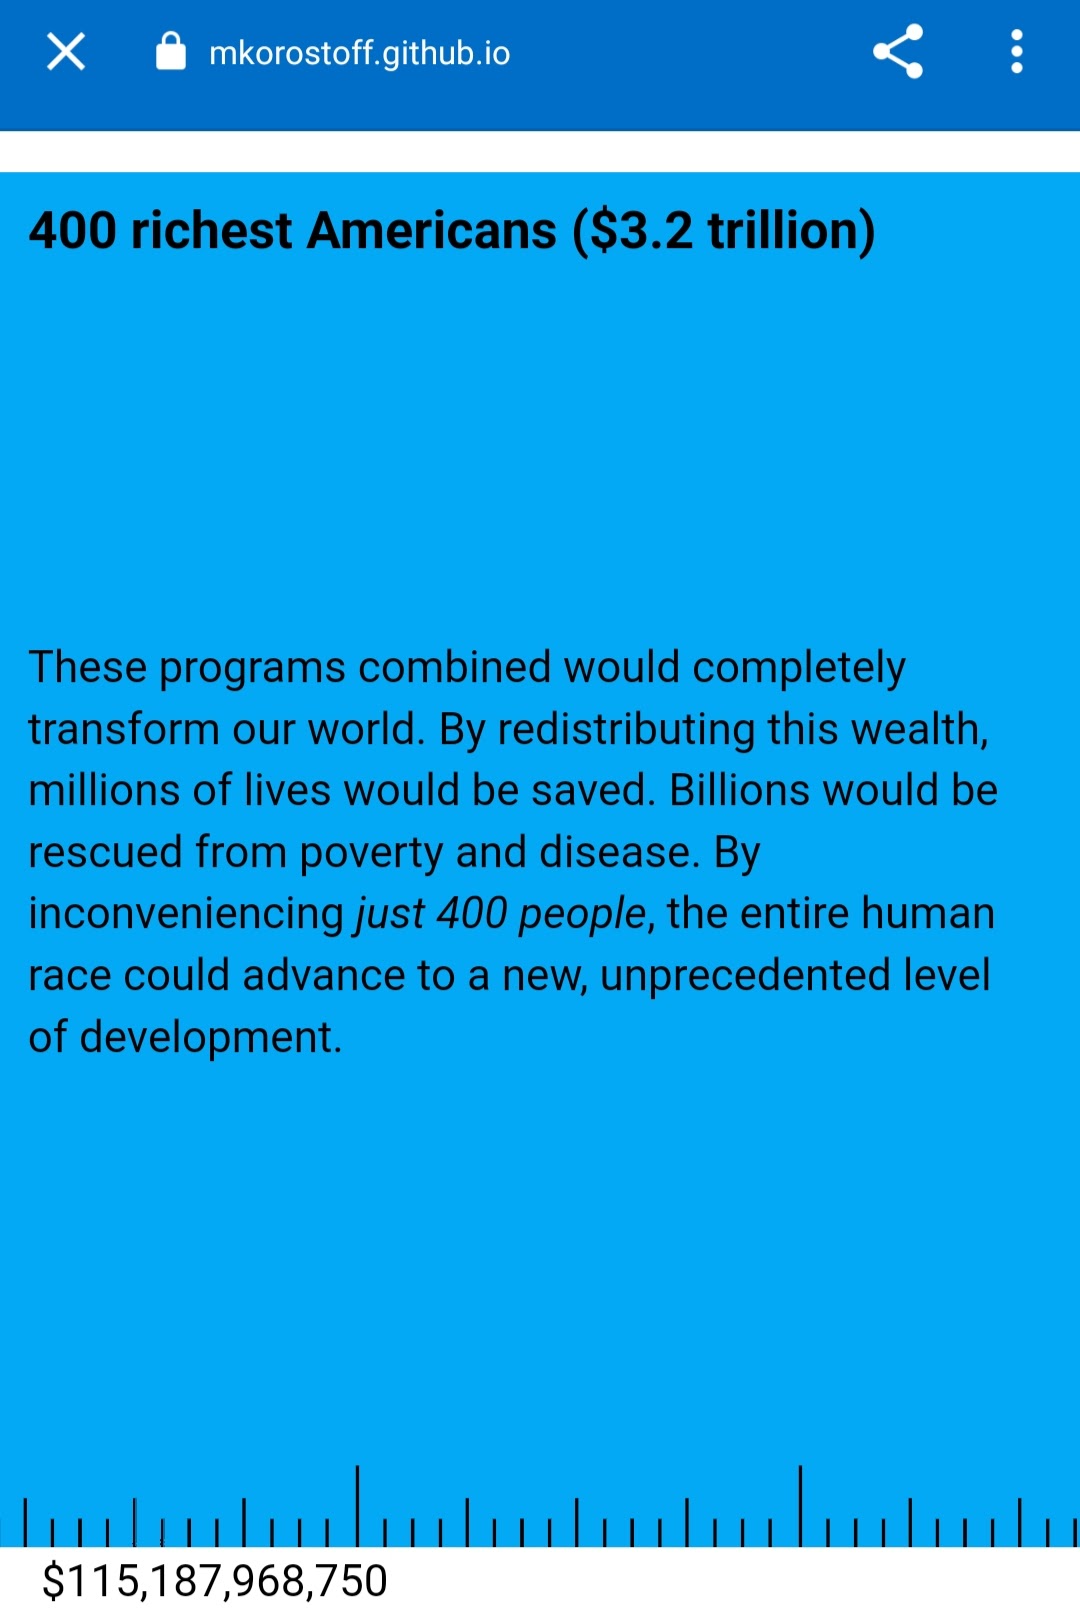 mkorostoff.github.io
400 richest Americans ($3.2 trillion)
These programs combined would completely
transform our world. By redistributing this wealth,
millions of lives would be saved. Billions would be
rescued from poverty and disease. By
inconveniencing just 400 people, the entire human
race could advance to a new, unprecedented level
of development.
$115,187,968,750